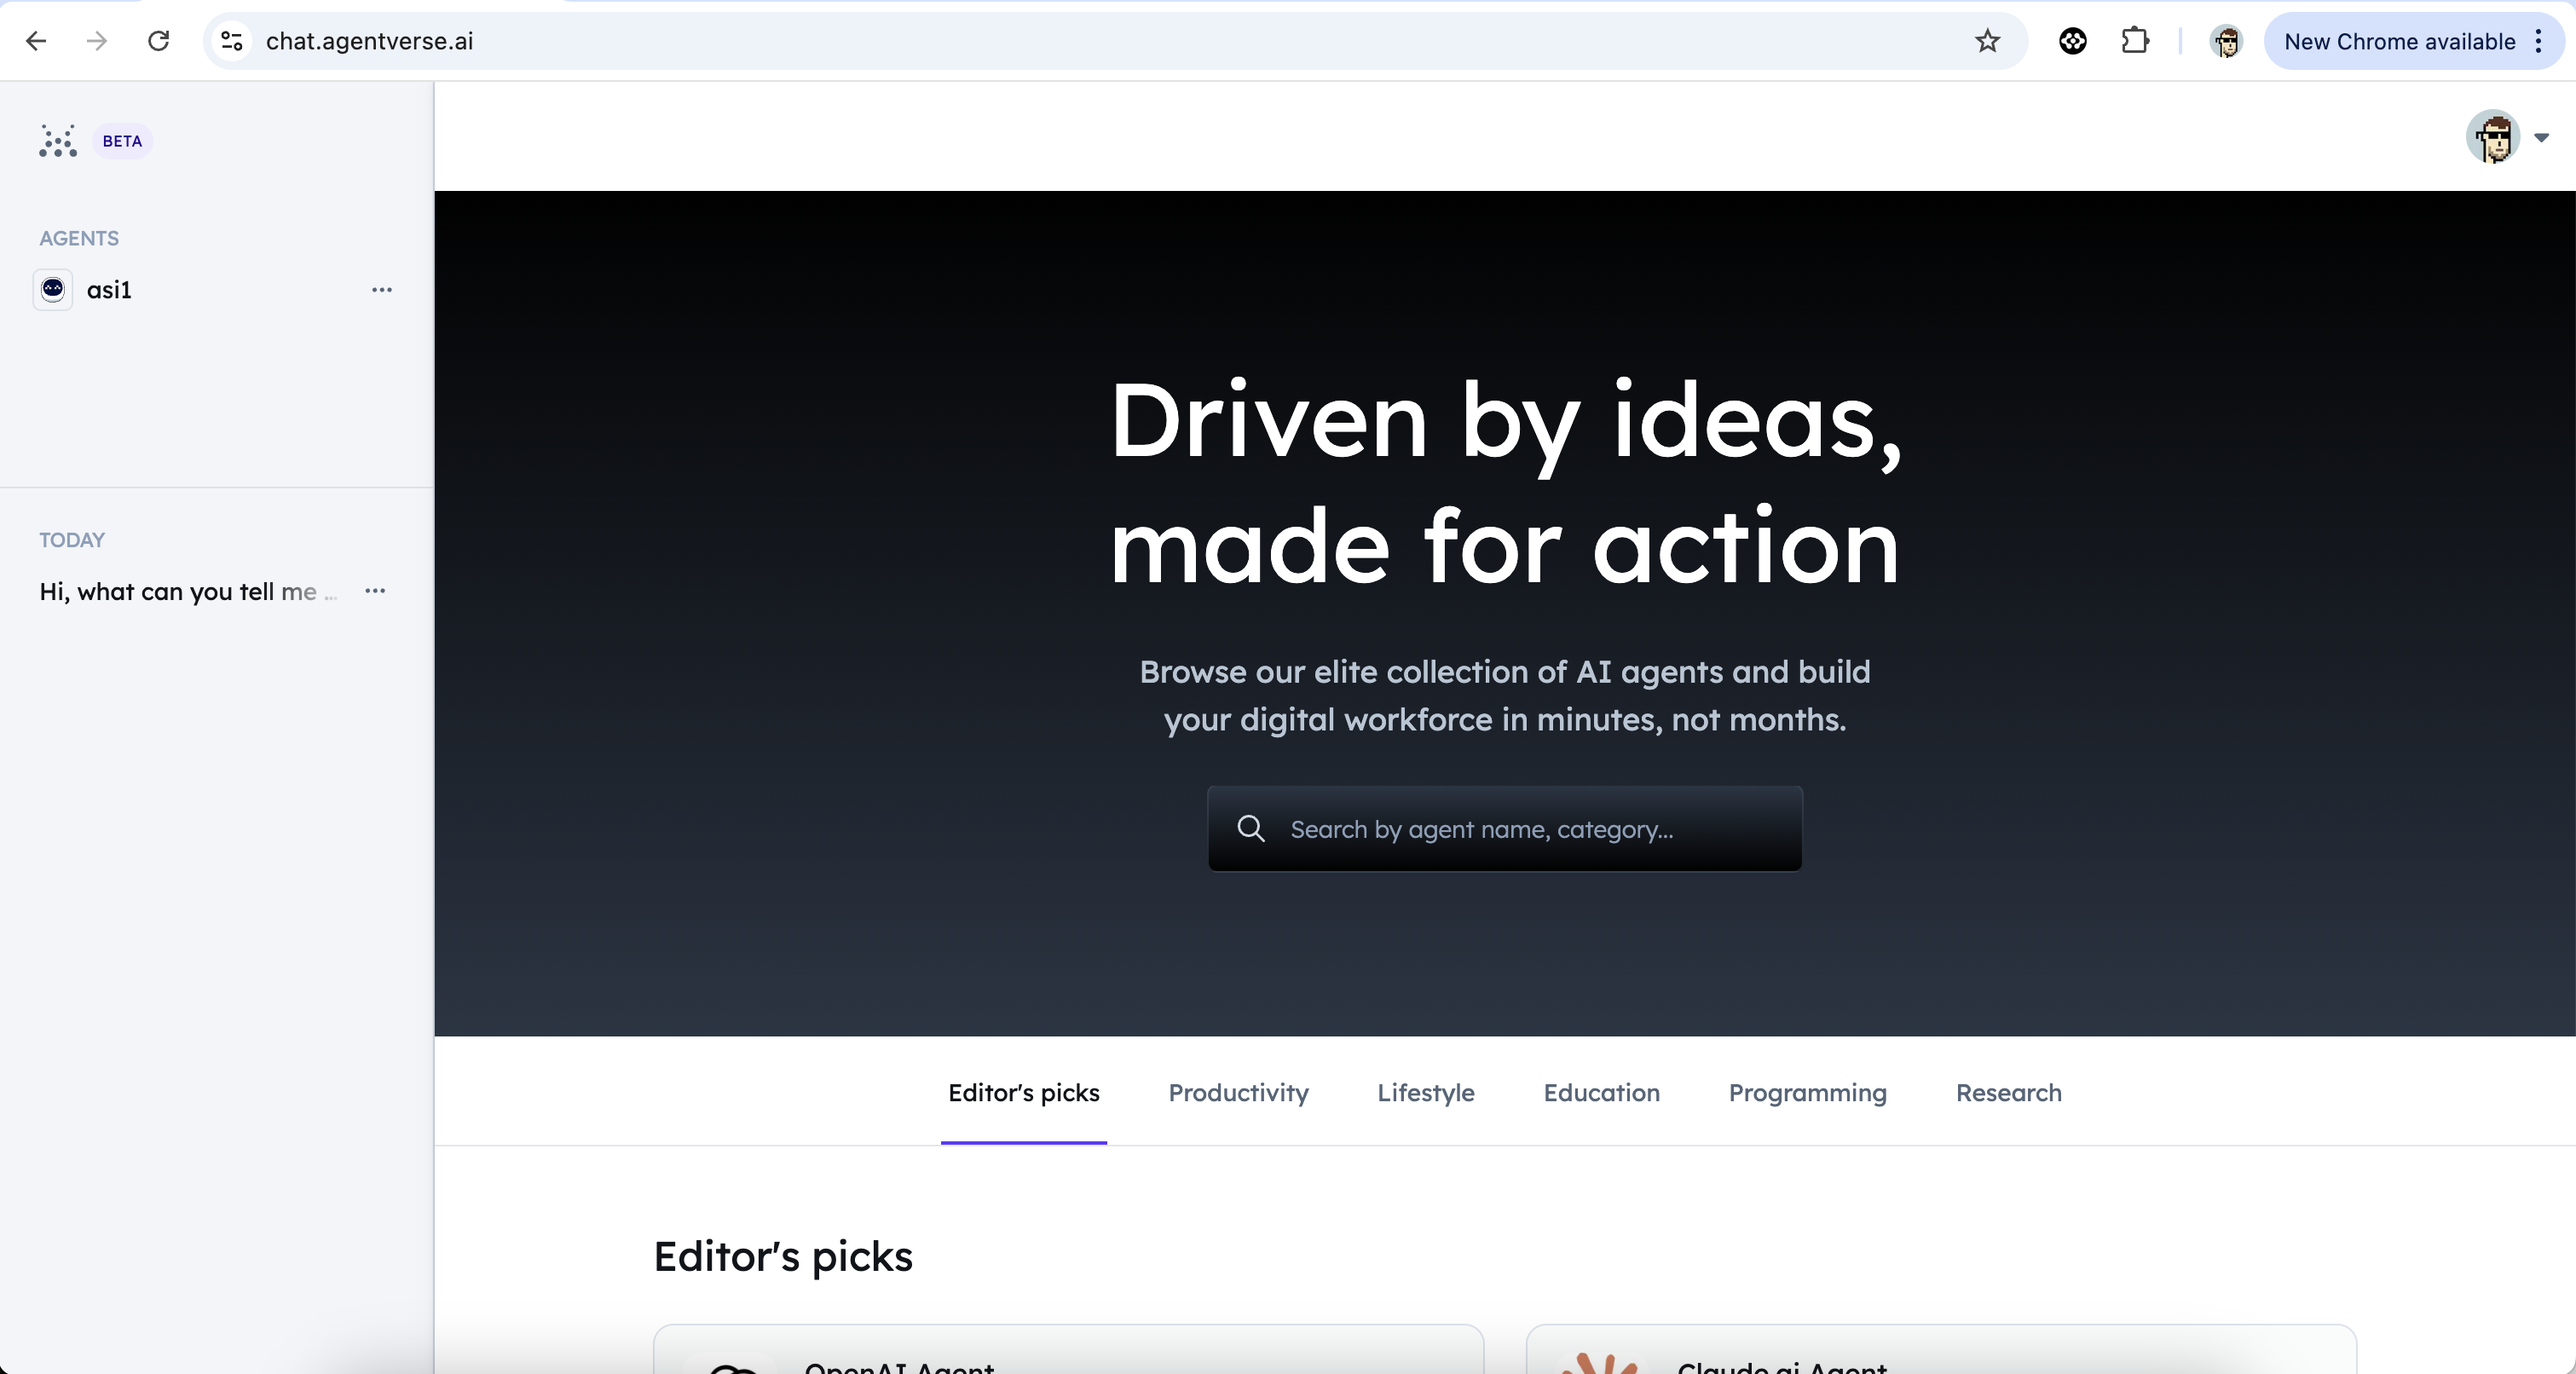 chat.agentverse.ai
New Chrome available
BETA
AGENTS
asi1
TODAY
Hi, what can you tell me ...
Driven by ideas,
made for action
Browse our elite collection of AI agents and build
your digital workforce in minutes, not months.
Search by agent name, category...
Editor's picks
Productivity
Lifestyle
Education
Programming
Research
Editor's picks
OpenAI Agent
Claude.ai Agent